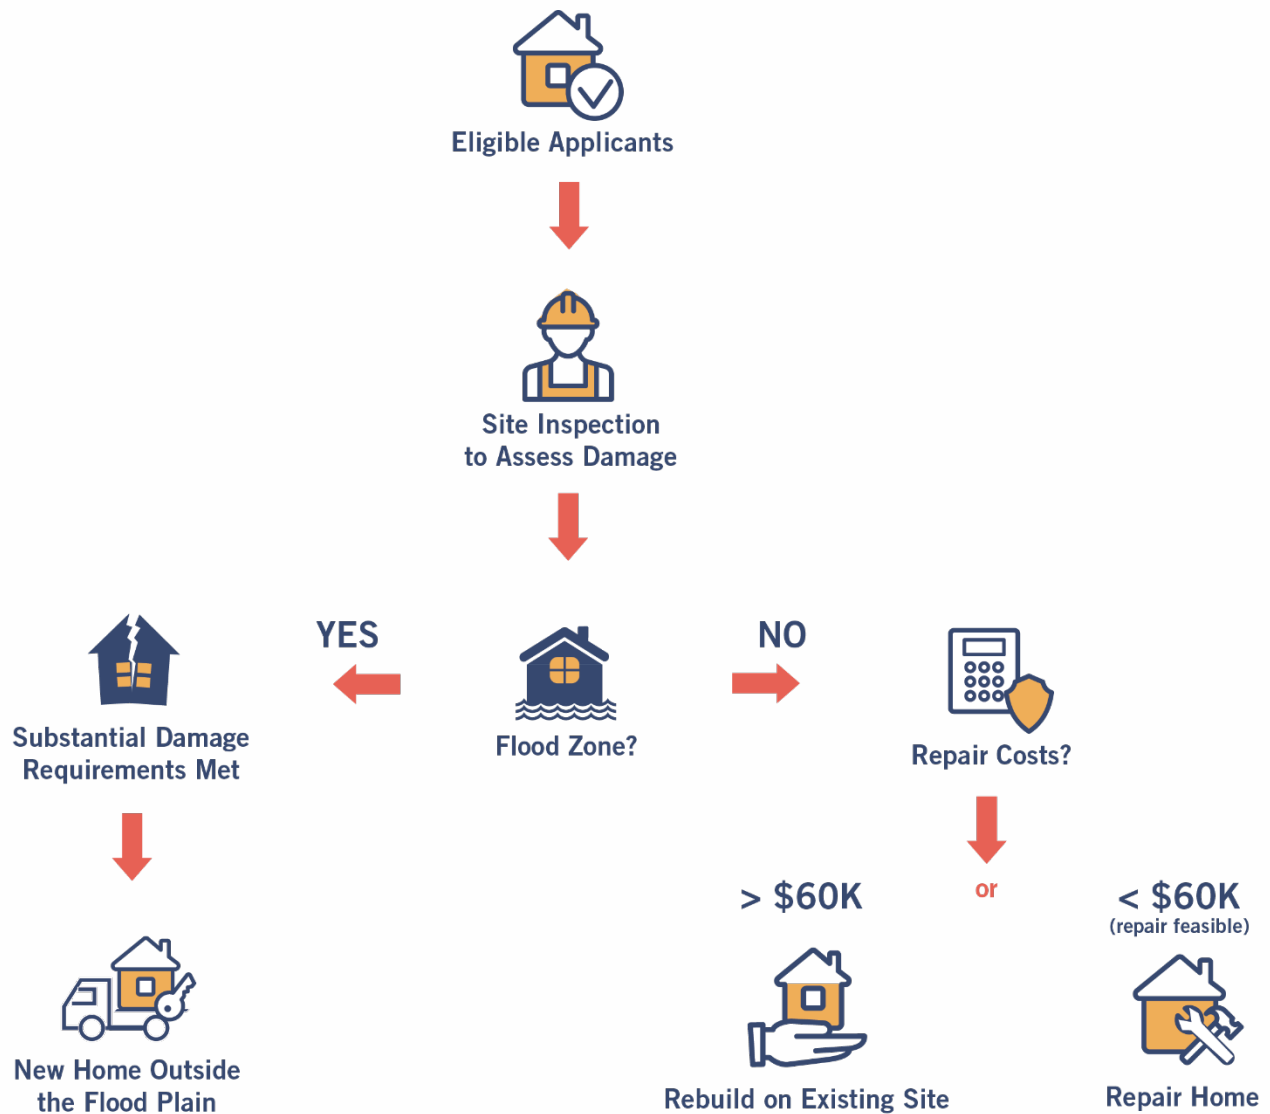 Eligible Applicants
Site Inspection
to Assess Damage
YES
NO
Substantial Damage
Requirements Met
Flood Zone?
Repair Costs?
> $60K
or
< $60K
(repair feasible)
New Home Outside
the Flood Plain
Rebuild on Existing Site
Repair Home